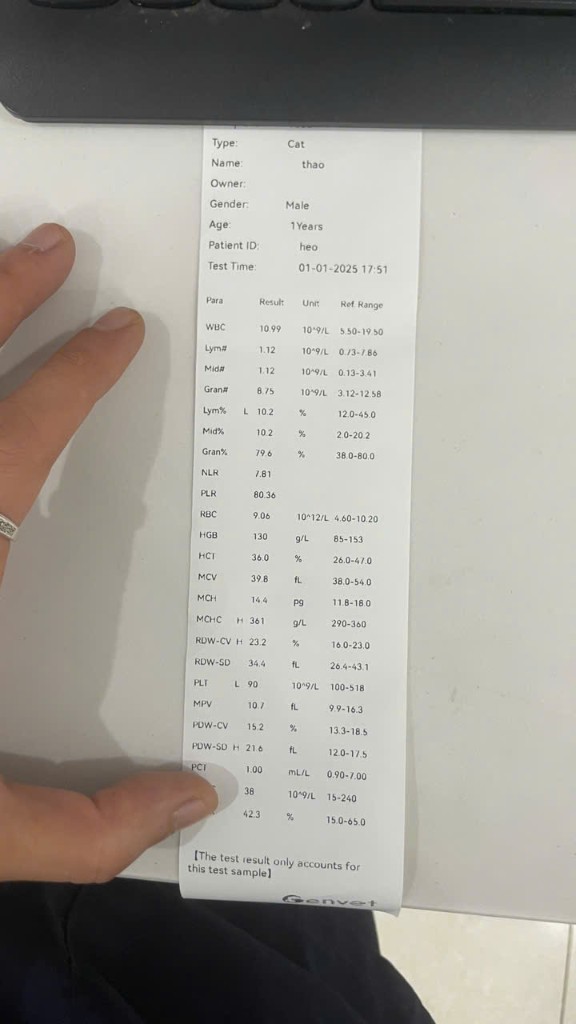 Type: Cat
Name: thao
Owner:
Gender: Male
Age: 1Years
Patient ID: heo
Test Time: 01-01-2025 17:51
Para Result Unit Ref. Range
WBC 10.99 10^9/L 5.50-19.50
Lym# 1.12 10^9/L 0.73-7.86
Mid# 1.12 10^9/L 0.13-3.41
Gran# 8.75 10^9/L 3.12-12.58
Lym% L 10.2 % 12.0-45.0
Mid% 10.2 % 2.0-20.2
Gran% 79.6 % 38.0-80.0
NLR 7.81
PLR 80.36
RBC 9.06 10^12/L 4.60-10.20
HGB 130 g/L 85-153
HCT 36.0 % 26.0-47.0
MCV 39.8 fL 38.0-54.0
MCH 14.4 pg 11.8-18.0
MCHC H 361 g/L 290-360
RDW-CV H 23.2 % 16.0-23.0
RDW-SD 34.4 fL 26.4-43.1
PLT L 90 10^9/L 100-518
MPV 10.7 fL 9.9-16.3
PDW-CV 15.2 % 13.3-18.5
PDW-SD H 21.6 fL 12.0-17.5
PCT 1.00 mL/L 0.90-7.00
38 10^9/L 15-240
42.3 % 15.0-65.0
[The test result only accounts for
this test sample]
Genvet